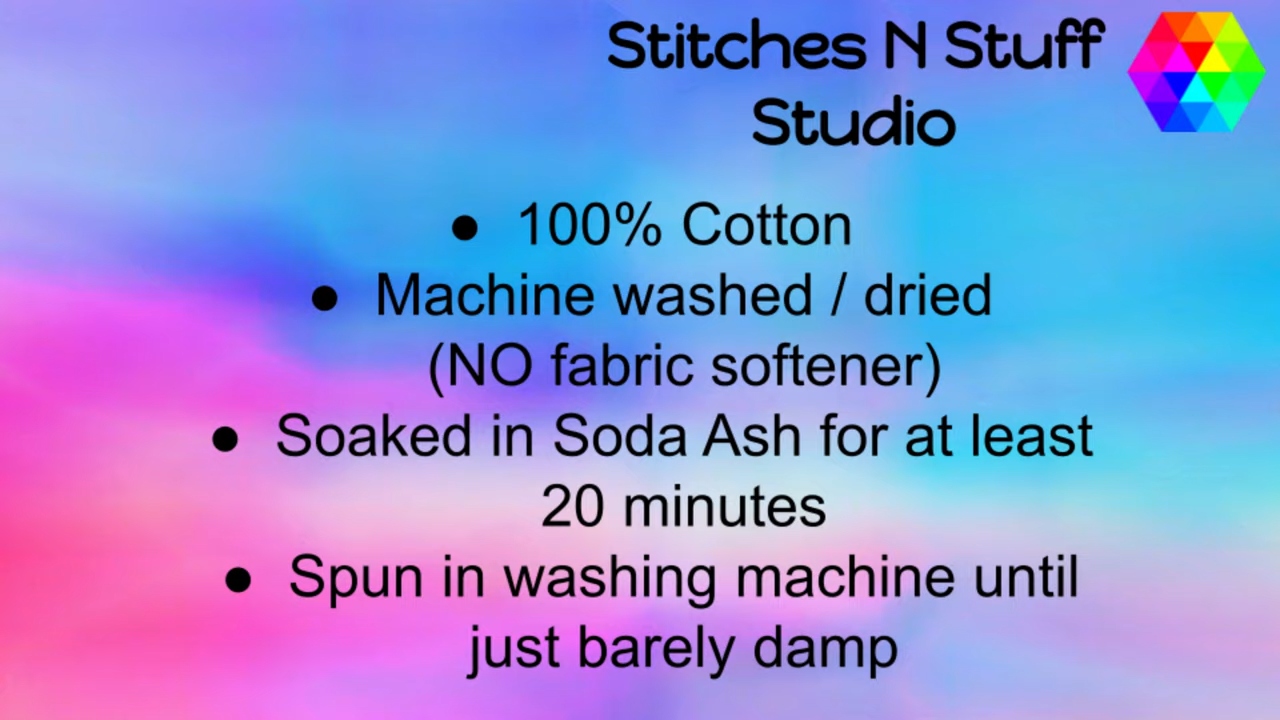 Stitches N Stuff
Studio
● 100% Cotton
● Machine washed / dried
(NO fabric softener)
● Soaked in Soda Ash for at least
20 minutes
● Spun in washing machine until
just barely damp